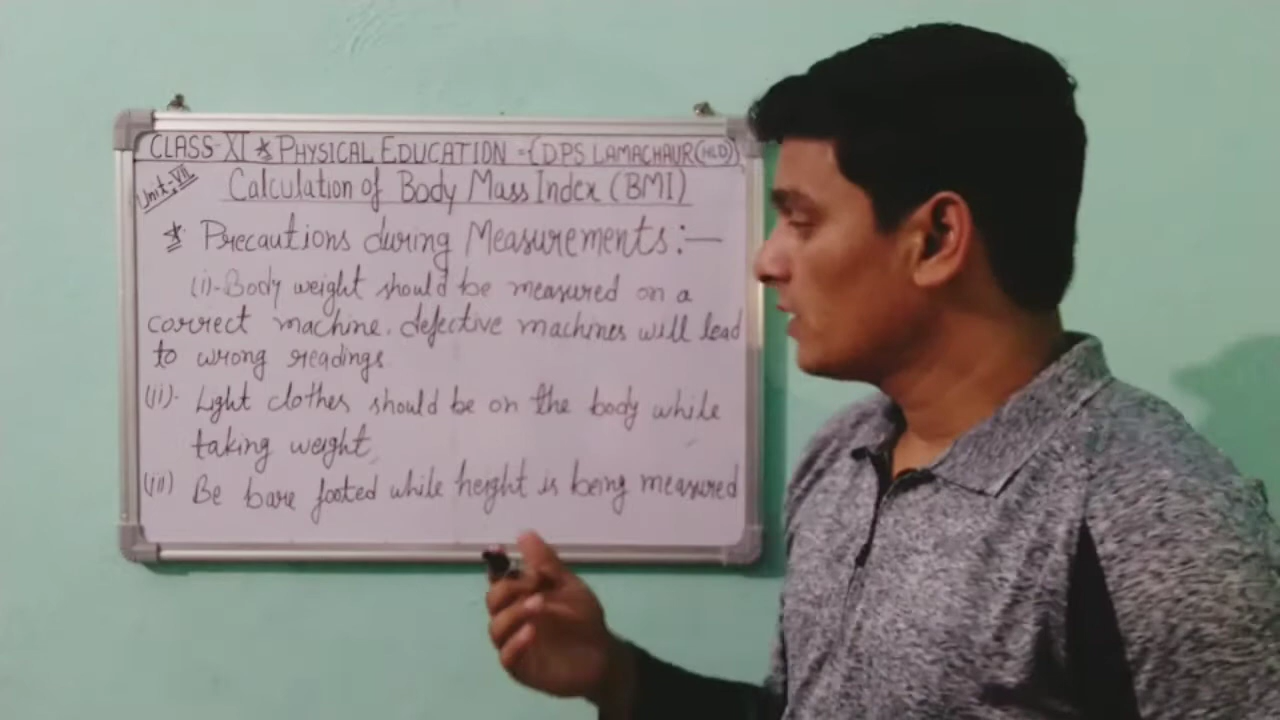 CLASS-XI * PHYSICAL EDUCATION -(D.P.S LAMACHAUR(HLD))
Unit:-VII
Calculation of Body Mass Index (BMI)
* Precautions during Measurements:-
(i)-Body weight should be measured on a
correct machine. defective machines will lead
to wrong readings.
(ii)- Light clothes should be on the body while
taking weight
(iii) Be bare footed while height is being measured